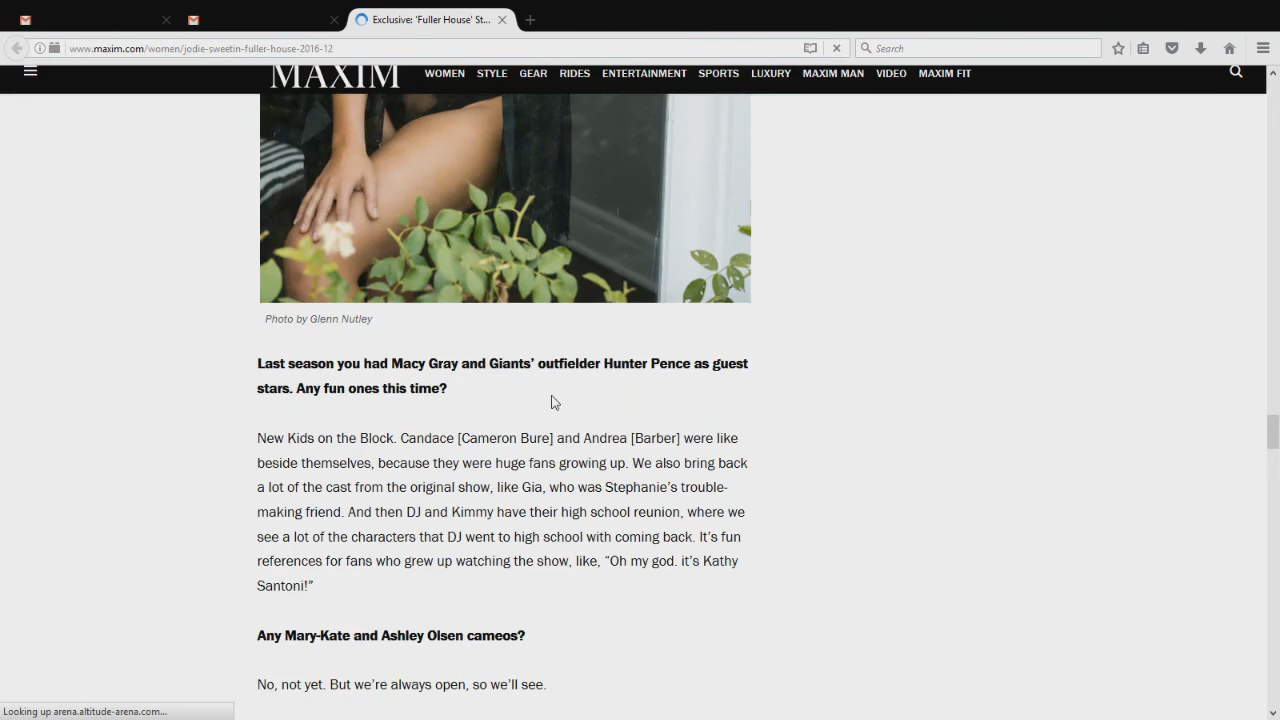 Exclusive: 'Fuller House' St...
www.maxim.com/women/jodie-sweetin-fuller-house-2016-12
Search
MAXIM
WOMEN STYLE GEAR RIDES ENTERTAINMENT SPORTS LUXURY MAXIM MAN VIDEO MAXIM FIT
Photo by Glenn Nutley
Last season you had Macy Gray and Giants’ outfielder Hunter Pence as guest
stars. Any fun ones this time?
New Kids on the Block. Candace [Cameron Bure] and Andrea [Barber] were like
beside themselves, because they were huge fans growing up. We also bring back
a lot of the cast from the original show, like Gia, who was Stephanie’s trouble-
making friend. And then DJ and Kimmy have their high school reunion, where we
see a lot of the characters that DJ went to high school with coming back. It’s fun
references for fans who grew up watching the show, like, “Oh my god. it’s Kathy
Santoni!”
Any Mary-Kate and Ashley Olsen cameos?
No, not yet. But we’re always open, so we’ll see.
Looking up arena.altitude-arena.com...